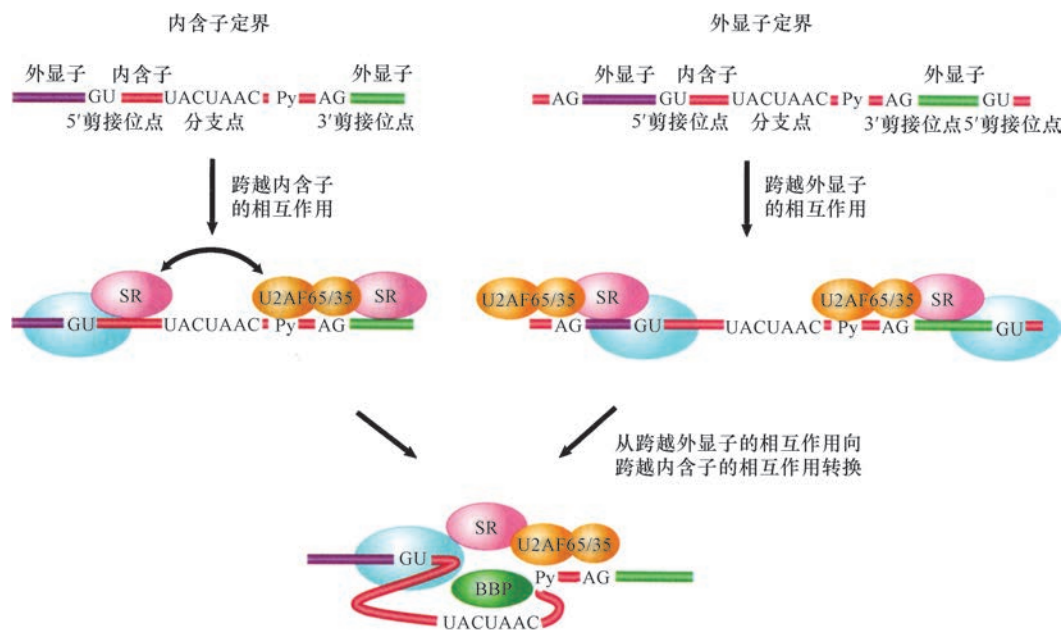 内含子定界
外显子 内含子 外显子
GU UACUAAC Py AG
5′剪接位点 分支点 3′剪接位点
跨越内含子
的相互作用
SR U2AF65/35 SR
GU UACUAAC Py AG
外显子定界
外显子 内含子 外显子
AG GU UACUAAC Py AG GU
5′剪接位点 分支点 3′剪接位点 5′剪接位点
跨越外显子
的相互作用
U2AF65/35 SR U2AF65/35 SR
AG GU UACUAAC Py AG GU
从跨越外显子的相互作用向
跨越内含子的相互作用转换
SR
U2AF65/35
GU
BBP Py AG
UACUAAC